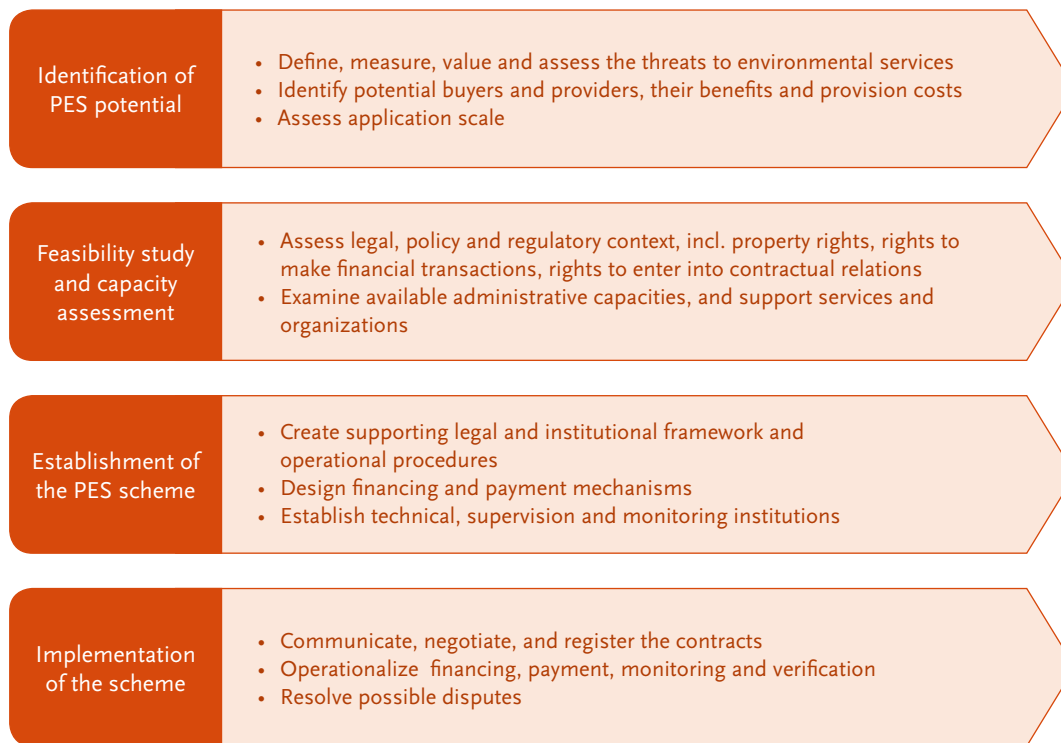 Identification of
PES potential
• Define, measure, value and assess the threats to environmental services
• Identify potential buyers and providers, their benefits and provision costs
• Assess application scale
Feasibility study
and capacity
assessment
• Assess legal, policy and regulatory context, incl. property rights, rights to
make financial transactions, rights to enter into contractual relations
• Examine available administrative capacities, and support services and
organizations
Establishment of
the PES scheme
• Create supporting legal and institutional framework and
operational procedures
• Design financing and payment mechanisms
• Establish technical, supervision and monitoring institutions
Implementation
of the scheme
• Communicate, negotiate, and register the contracts
• Operationalize  financing, payment, monitoring and verification
• Resolve possible disputes